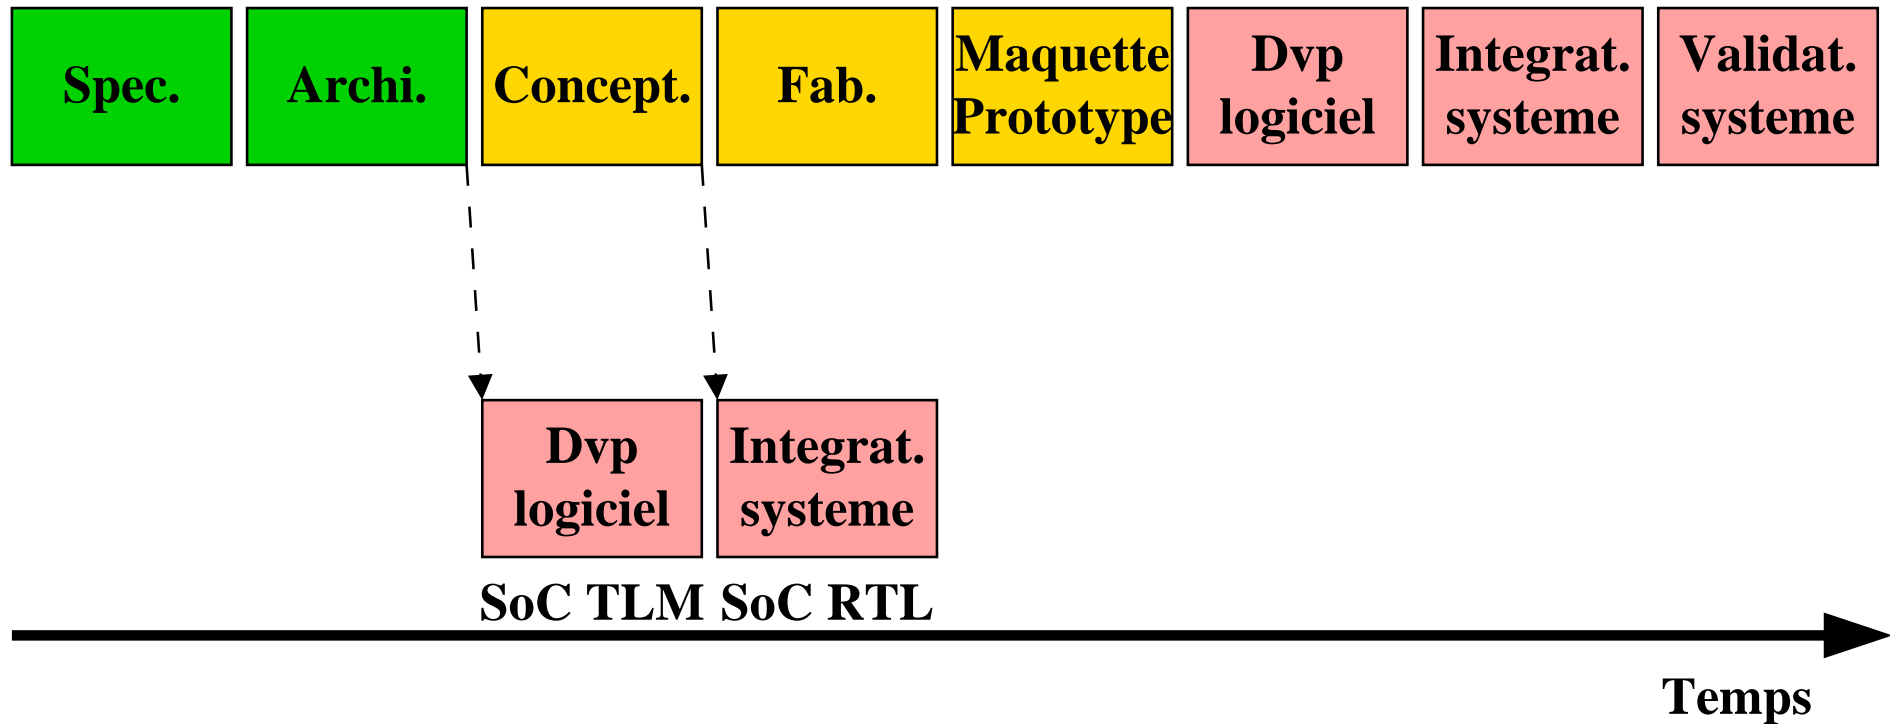 Spec.
Archi.
Concept.
Fab.
Maquette
Prototype
Dvp
logiciel
Integrat.
systeme
Validat.
systeme
Dvp
logiciel
Integrat.
systeme
SoC TLM
SoC RTL
Temps